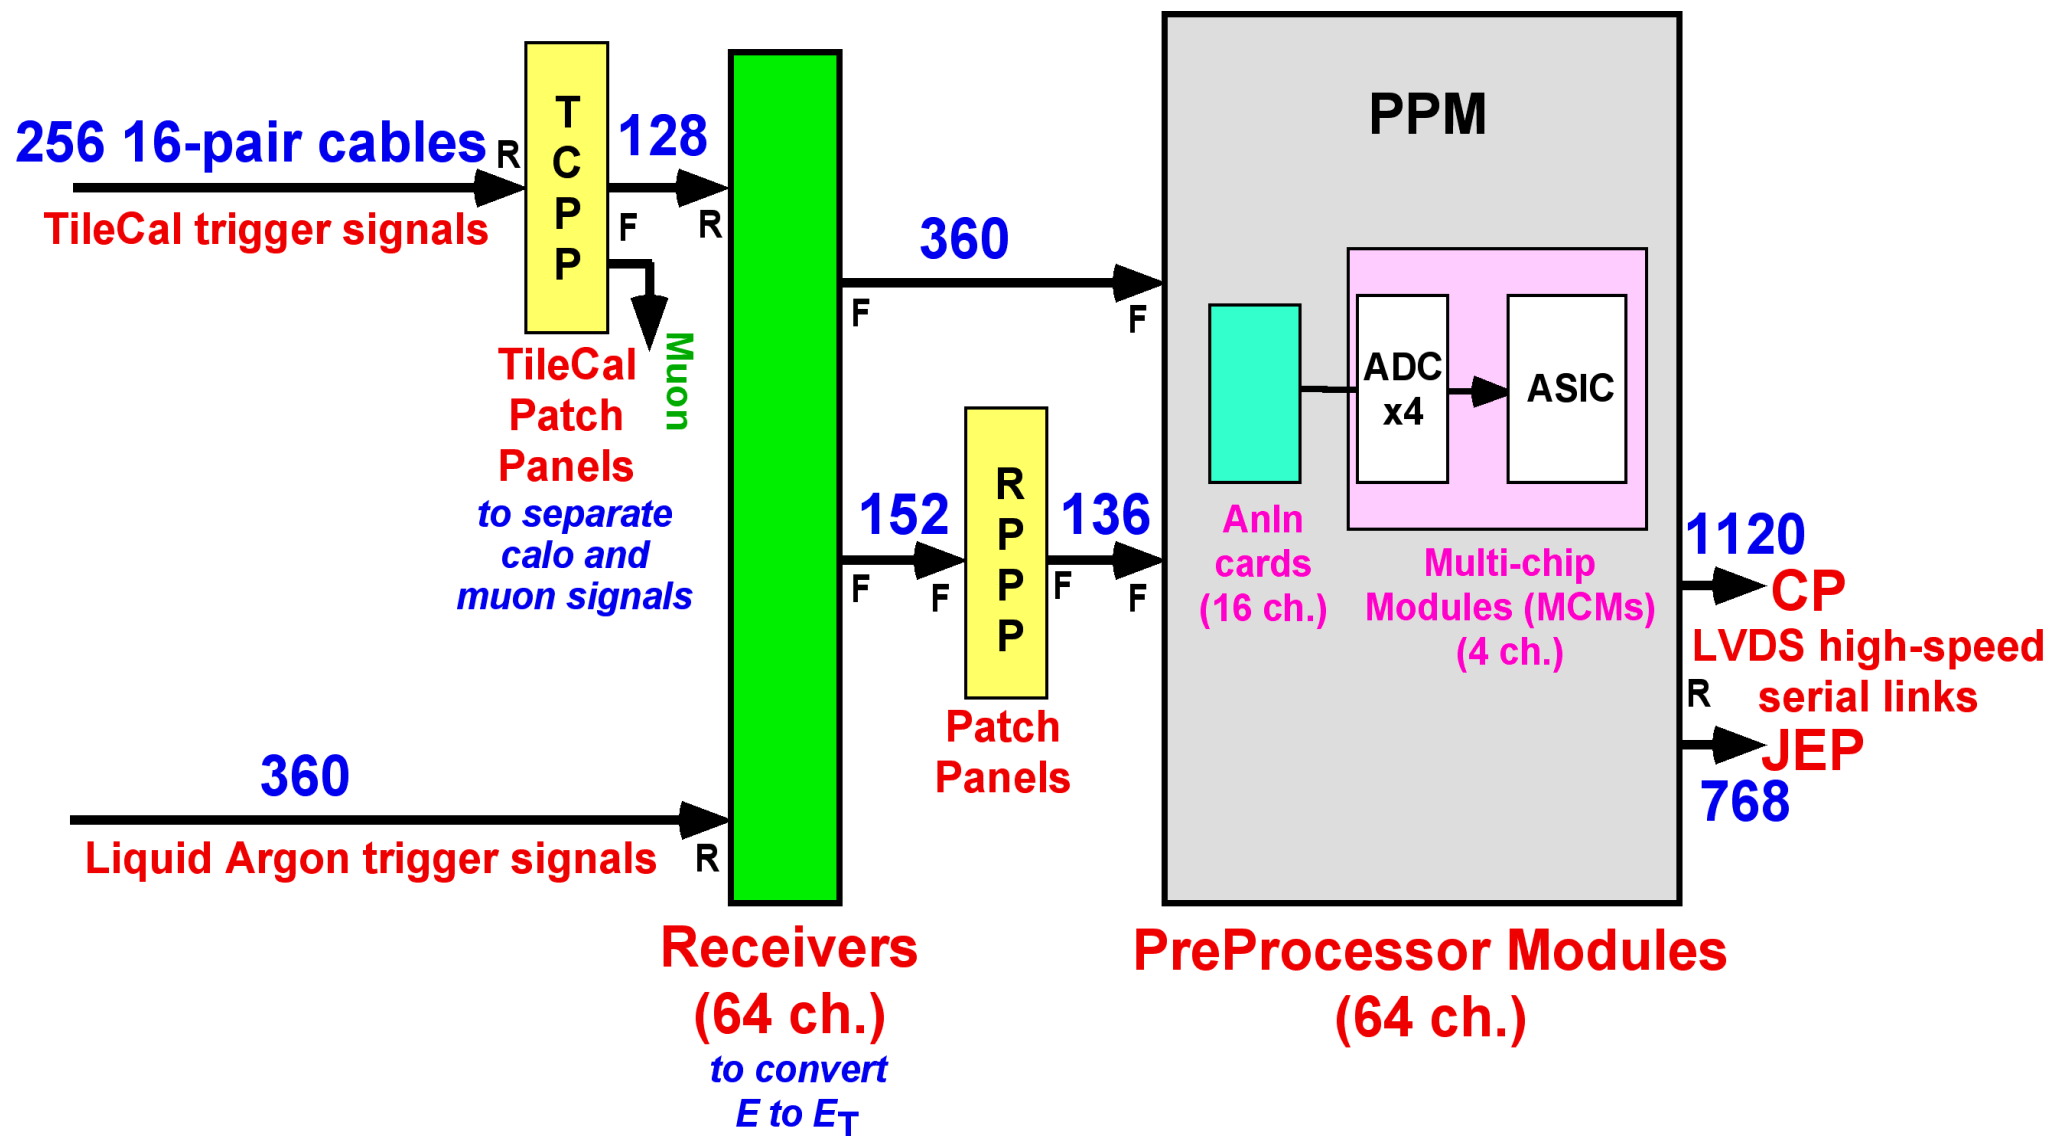 256 16-pair cables
R
TileCal trigger signals
T
C
P
P
128
F
R
Muon
TileCal
Patch
Panels
to separate
calo and
muon signals
360
Liquid Argon trigger signals
R
Receivers
(64 ch.)
to convert
E to ET
360
F
F
152
F
F
R
P
P
P
Patch
Panels
136
F
F
PPM
AnIn
cards
(16 ch.)
ADC
x4
ASIC
Multi-chip
Modules (MCMs)
(4 ch.)
PreProcessor Modules
(64 ch.)
1120
CP
LVDS high-speed
serial links
R
JEP
768